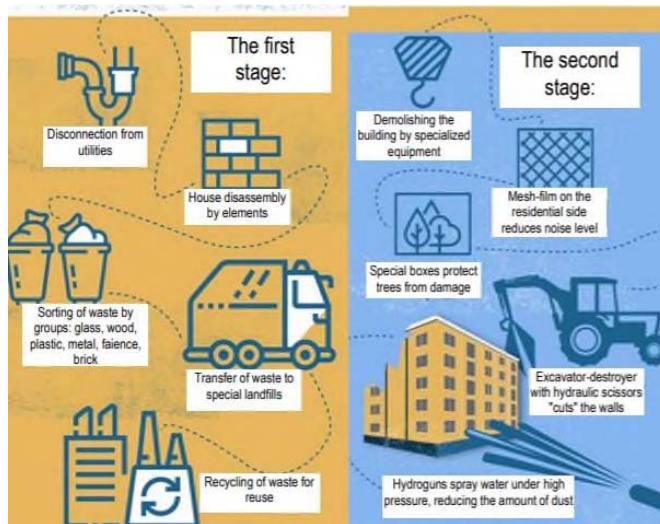 The first
stage:
Disconnection from
utilities
House disassembly
by elements
Sorting of waste by
groups: glass, wood,
plastic, metal, faience,
brick
Transfer of waste to
special landfills
Recycling of waste for
reuse
The second
stage:
Demolishing the
building by specialized
equipment
Mesh-film on the
residential side
reduces noise level
Special boxes protect
trees from damage
Excavator-destroyer
with hydraulic scissors
"cuts" the walls
Hydroguns spray water under high
pressure, reducing the amount of dust